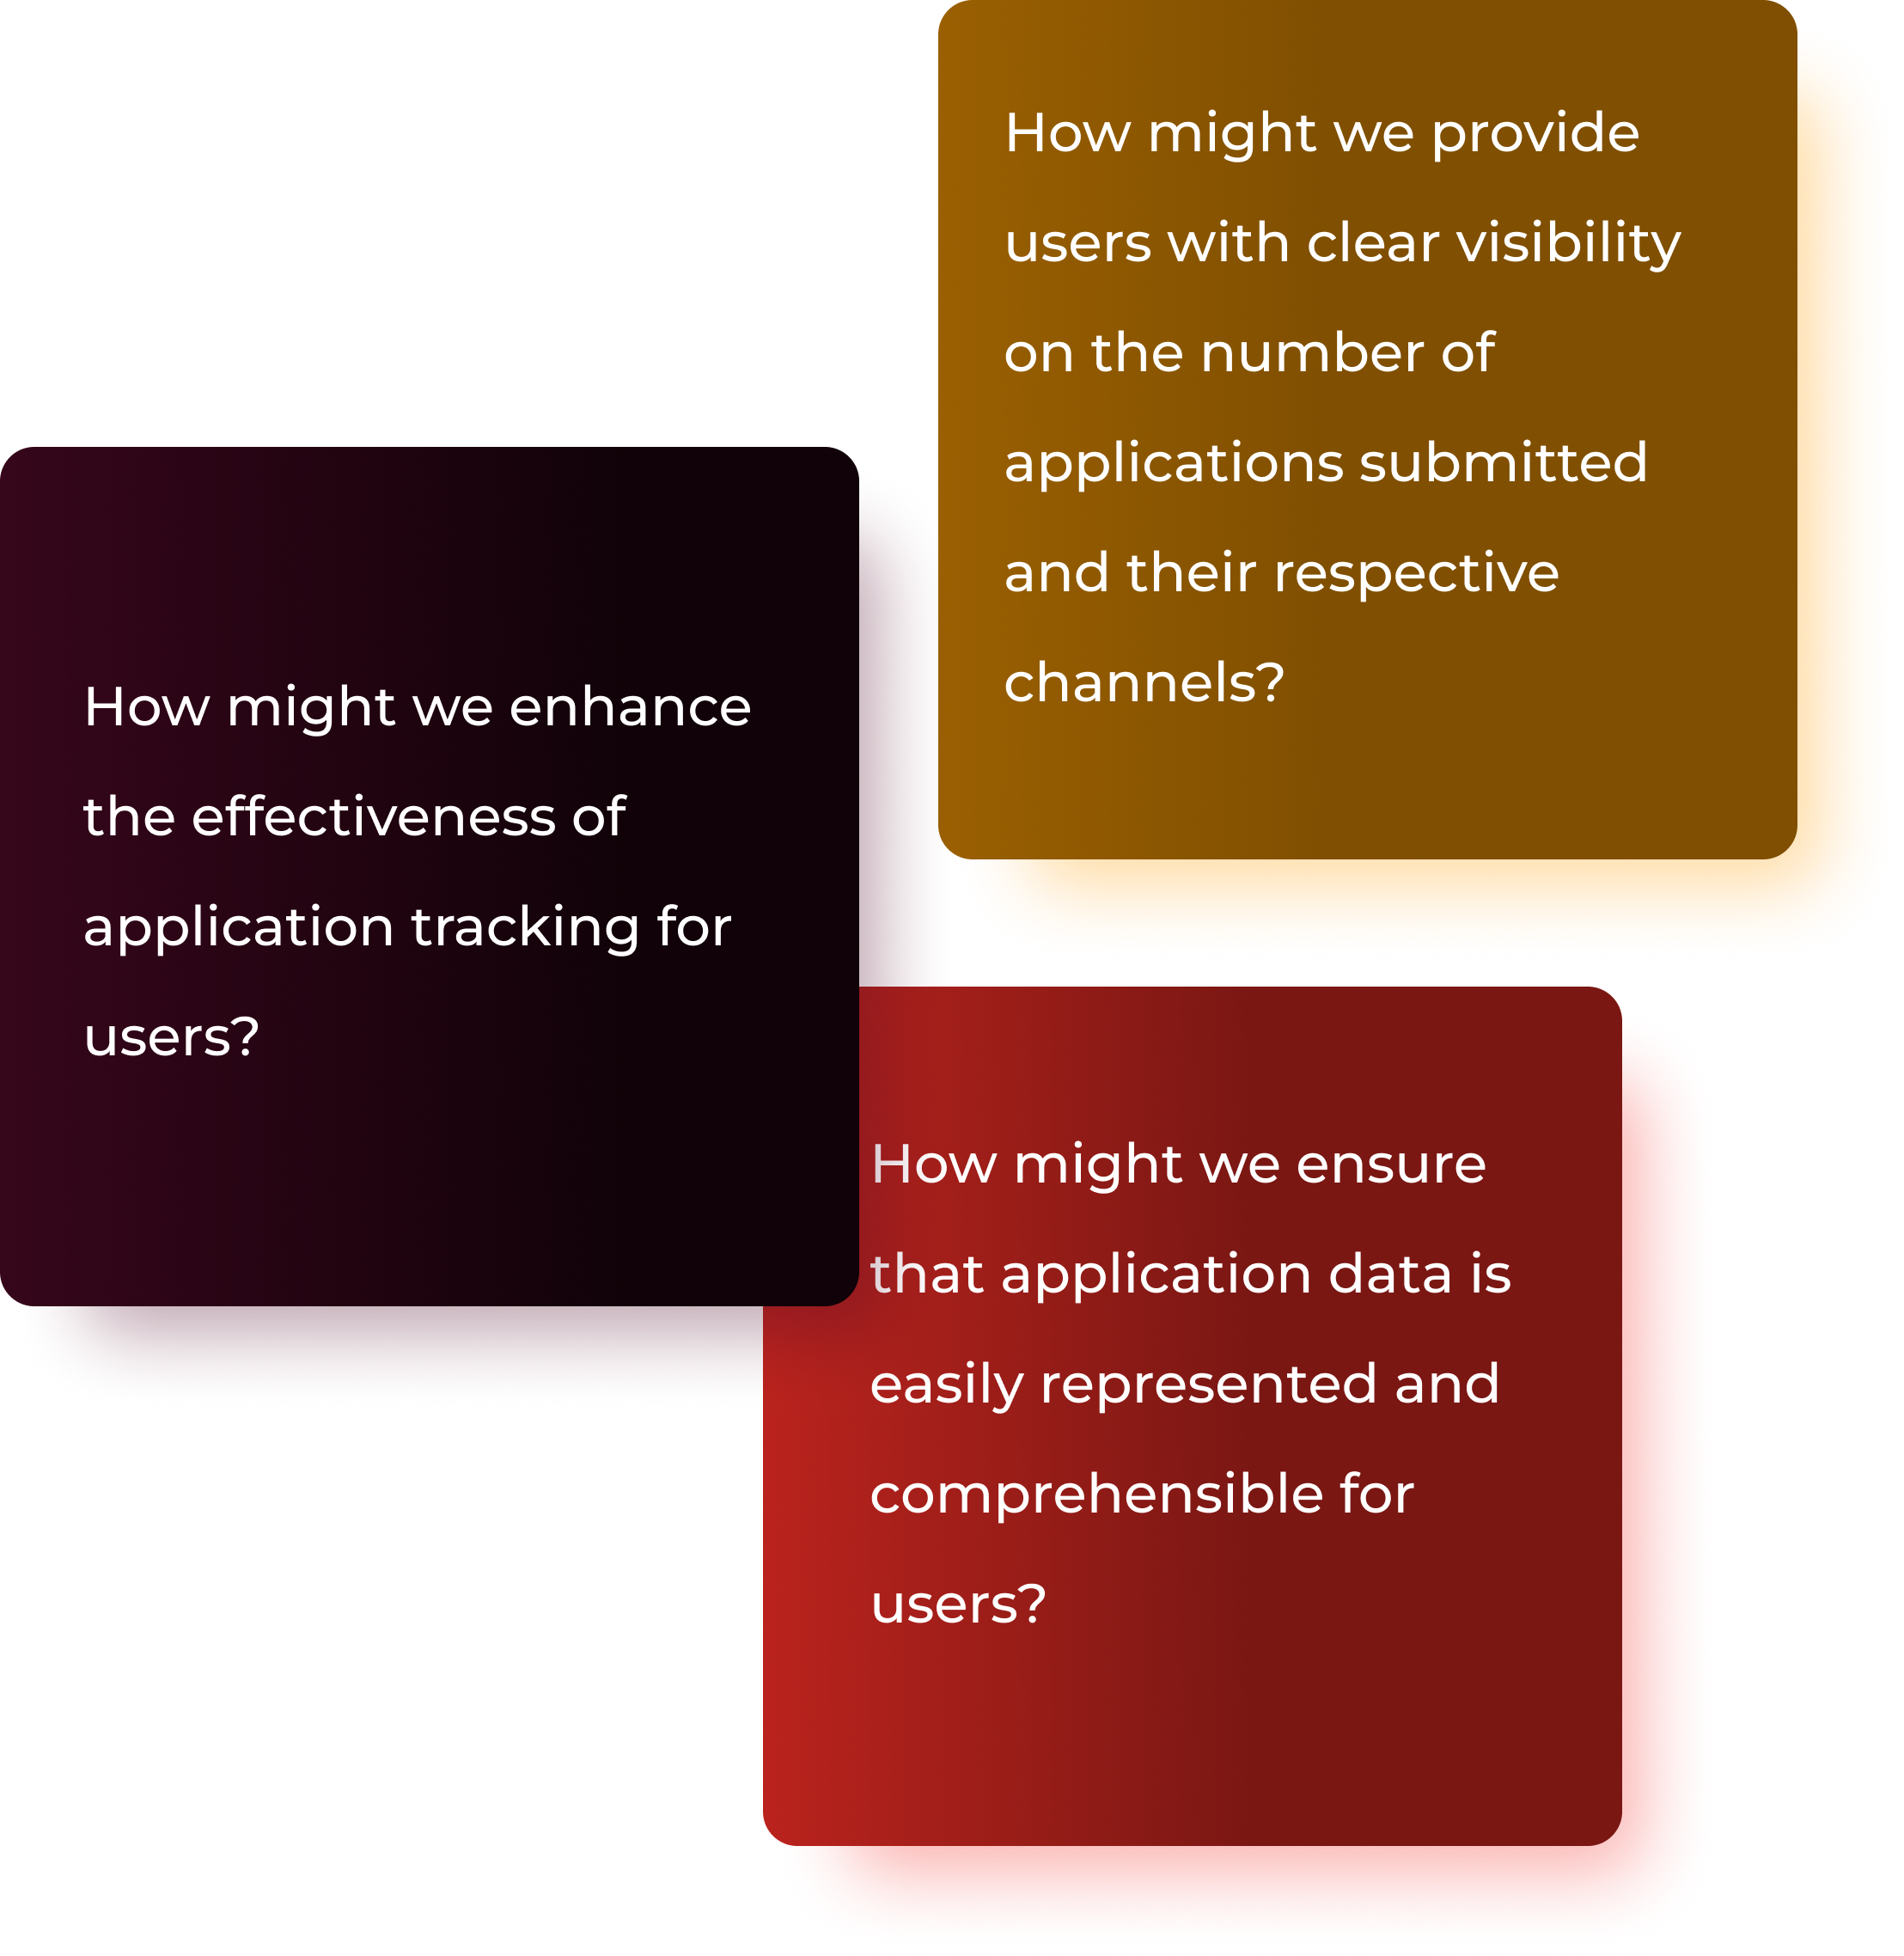 How might we provide
users with clear visibility
on the number of
applications submitted
and their respective
channels?
How might we enhance
the effectiveness of
application tracking for
users?
How might we ensure
that application data is
easily represented and
comprehensible for
users?